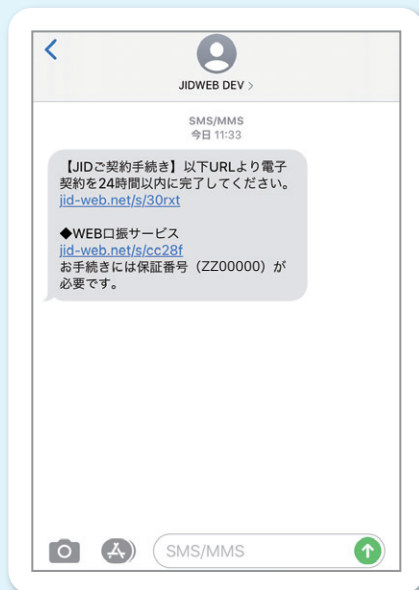 JIDWEB DEV >
SMS/MMS
今日 11:33
【JIDご契約手続き】以下URLより電子
契約を24時間以内に完了してください。
jid-web.net/s/30rxt
◆WEB口振サービス
jid-web.net/s/cc28f
お手続きには保証番号（ZZ00000）が
必要です。
SMS/MMS